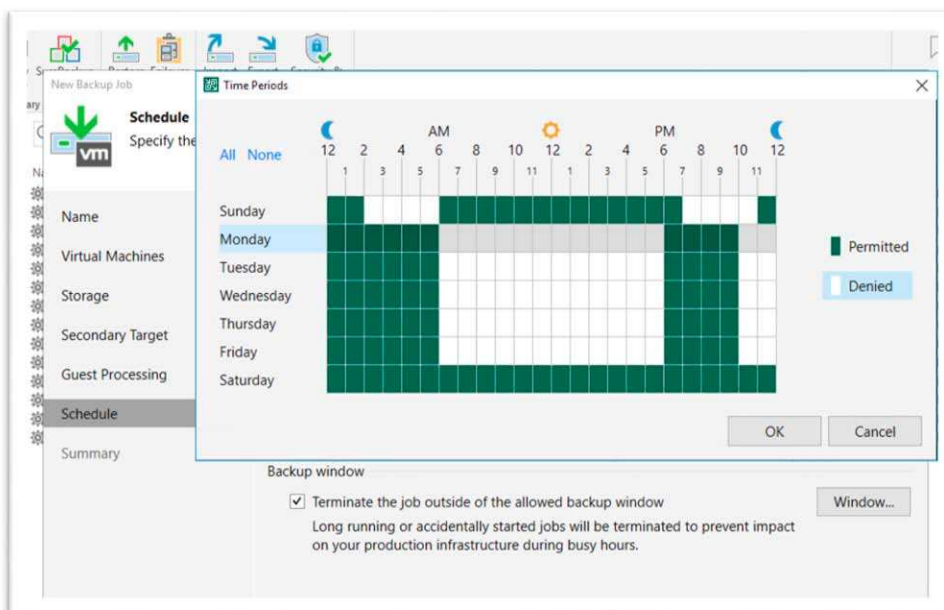 New Backup Job
Time Periods
Schedule
Specify the
vm
All None
AM PM
12 2 4 6 8 10 12 2 4 6 8 10 12
1 3 5 7 9 11 1 3 5 7 9 11
Sunday
Monday
Tuesday
Wednesday
Thursday
Friday
Saturday
Permitted
Denied
OK Cancel
Name
Virtual Machines
Storage
Secondary Target
Guest Processing
Schedule
Summary
Backup window
Terminate the job outside of the allowed backup window
Window...
Long running or accidentally started jobs will be terminated to prevent impact
on your production infrastructure during busy hours.